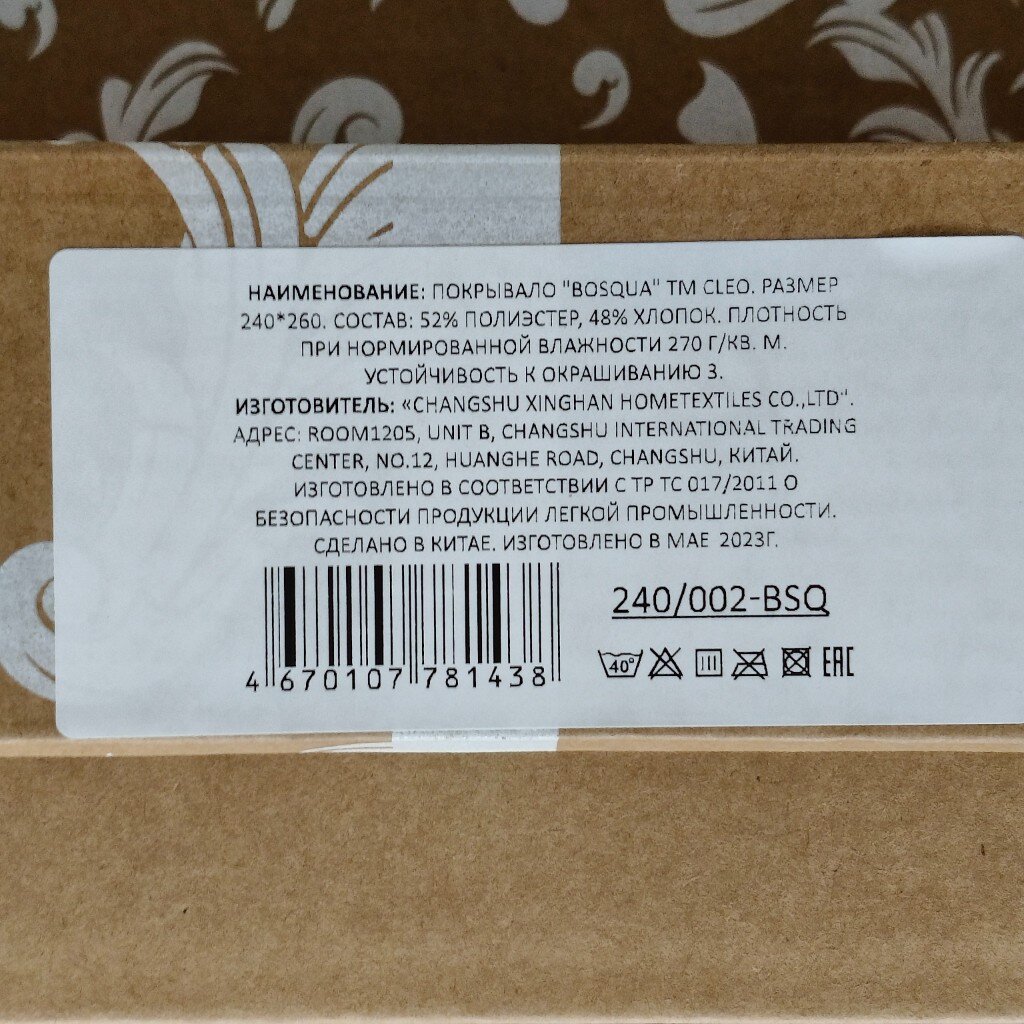 НАИМЕНОВАНИЕ: ПОКРЫВАЛО "BOSQUA" ТМ CLEO. РАЗМЕР
240*260. СОСТАВ: 52% ПОЛИЭСТЕР, 48% ХЛОПОК. ПЛОТНОСТЬ
ПРИ НОРМИРОВАННОЙ ВЛАЖНОСТИ 270 Г/КВ. М.
УСТОЙЧИВОСТЬ К ОКРАШИВАНИЮ 3.
ИЗГОТОВИТЕЛЬ: «CHANGSHU XINGHAN HOMETEXTILES CO.,LTD".
АДРЕС: ROOM1205, UNIT B, CHANGSHU INTERNATIONAL TRADING
CENTER, NO.12, HUANGHE ROAD, CHANGSHU, КИТАЙ.
ИЗГОТОВЛЕНО В СООТВЕТСТВИИ С ТР ТС 017/2011 О
БЕЗОПАСНОСТИ ПРОДУКЦИИ ЛЕГКОЙ ПРОМЫШЛЕННОСТИ.
СДЕЛАНО В КИТАЕ. ИЗГОТОВЛЕНО В МАЕ 2023Г.
240/002-BSQ
40° EAC
4 670107 781438